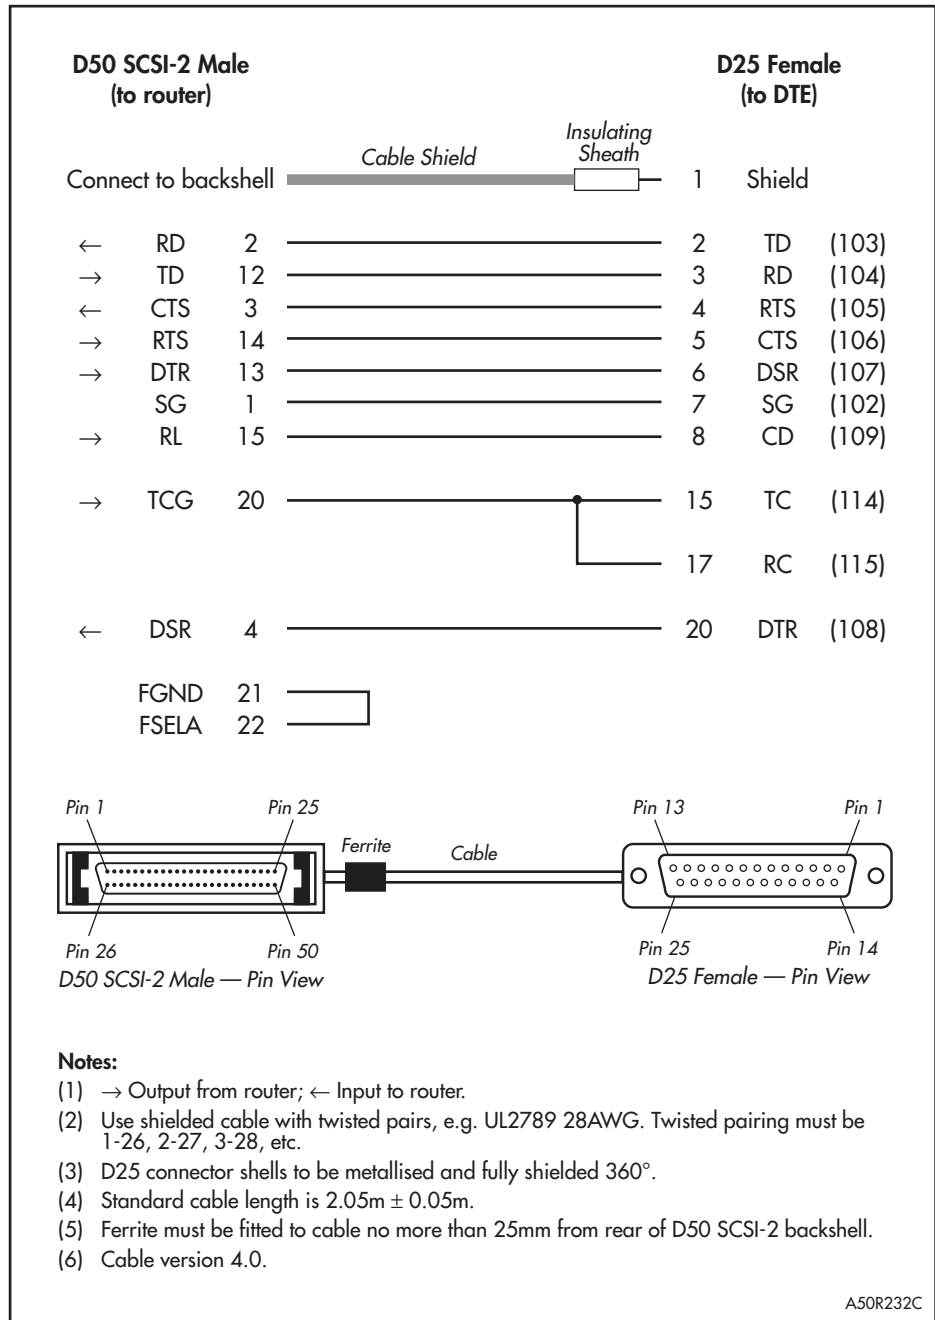 D50 SCSI-2 Male D25 Female
(to router) (to DTE)
Insulating
Cable Shield Sheath
Connect to backshell 1 Shield
← RD 2 2 TD (103)
→ TD 12 3 RD (104)
← CTS 3 4 RTS (105)
→ RTS 14 5 CTS (106)
→ DTR 13 6 DSR (107)
SG 1 7 SG (102)
→ RL 15 8 CD (109)
→ TCG 20 15 TC (114)
17 RC (115)
← DSR 4 20 DTR (108)
FGND 21
FSELA 22
Pin 1 Pin 25 Pin 13 Pin 1
Ferrite Cable
Pin 26 Pin 50 Pin 25 Pin 14
D50 SCSI-2 Male — Pin View D25 Female — Pin View
Notes:
(1) → Output from router; ← Input to router.
(2) Use shielded cable with twisted pairs, e.g. UL2789 28AWG. Twisted pairing must be
1-26, 2-27, 3-28, etc.
(3) D25 connector shells to be metallised and fully shielded 360°.
(4) Standard cable length is 2.05m ± 0.05m.
(5) Ferrite must be fitted to cable no more than 25mm from rear of D50 SCSI-2 backshell.
(6) Cable version 4.0.
A50R232C